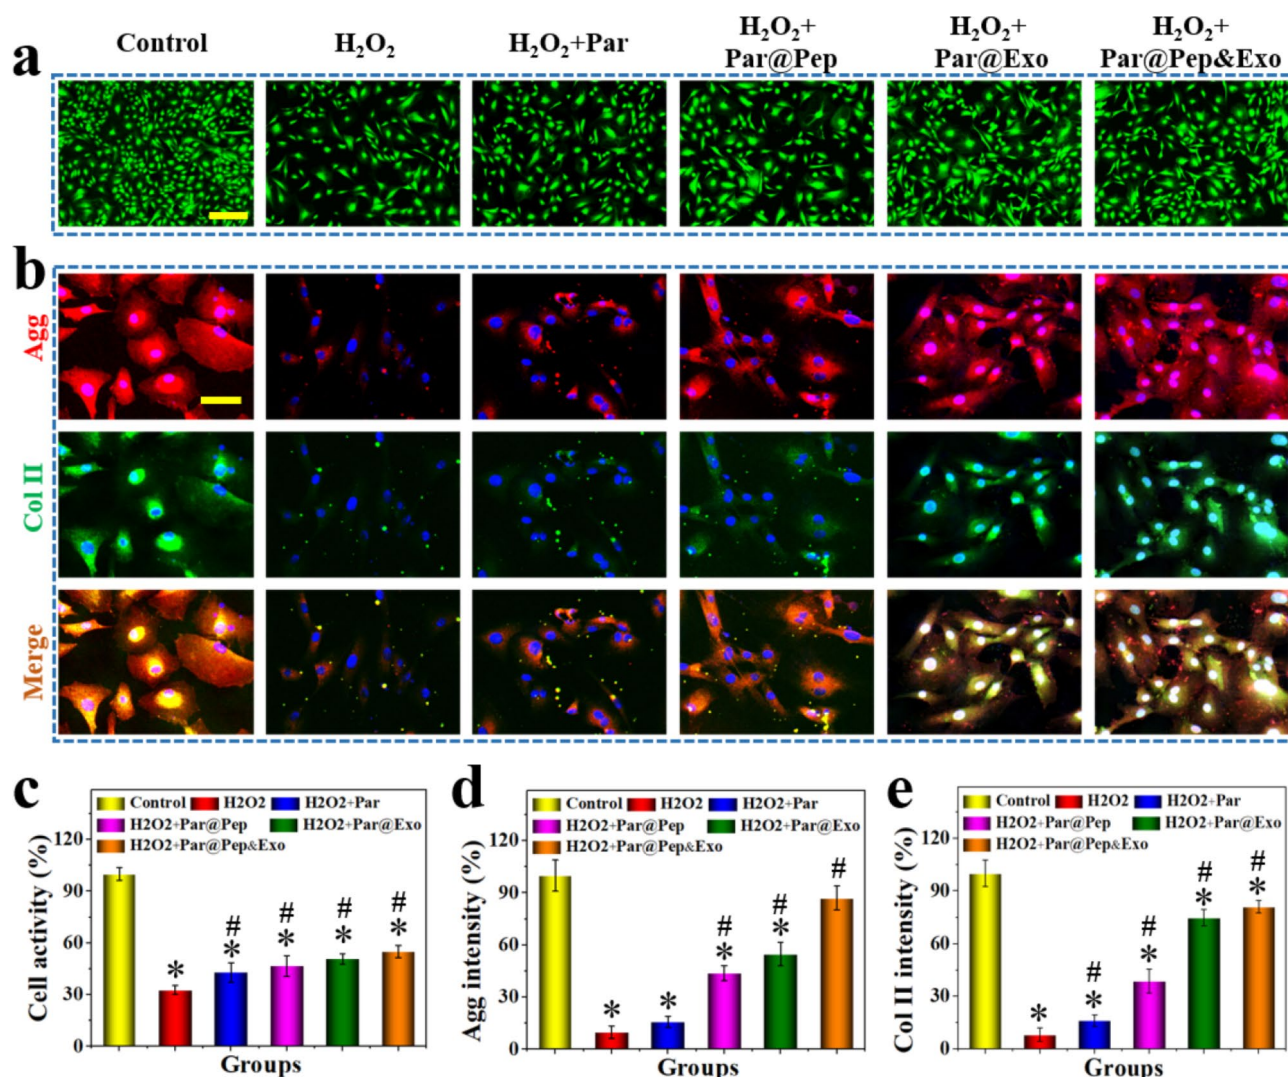 a
Control
H₂O₂
H₂O₂+Par
H₂O₂+
Par@Pep
H₂O₂+
Par@Exo
H₂O₂+
Par@Pep&Exo
b
Agg
Col II
Merge
c
Control H2O2 H2O2+Par
H2O2+Par@Pep H2O2+Par@Exo
H2O2+Par@Pep&Exo
Cell activity (%)
120
90
60
30
0
*
#
*
#
*
#
*
#
*
Groups
d
Control H2O2 H2O2+Par
H2O2+Par@Pep H2O2+Par@Exo
H2O2+Par@Pep&Exo
Agg intensity (%)
120
90
60
45
0
*
*
#
*
#
*
#
Groups
e
Control H2O2 H2O2+Par
H2O2+Par@Pep H2O2+Par@Exo
H2O2+Par@Pep&Exo
Col II intensity (%)
120
90
60
30
0
*
#
*
#
*
#
*
#
*
Groups